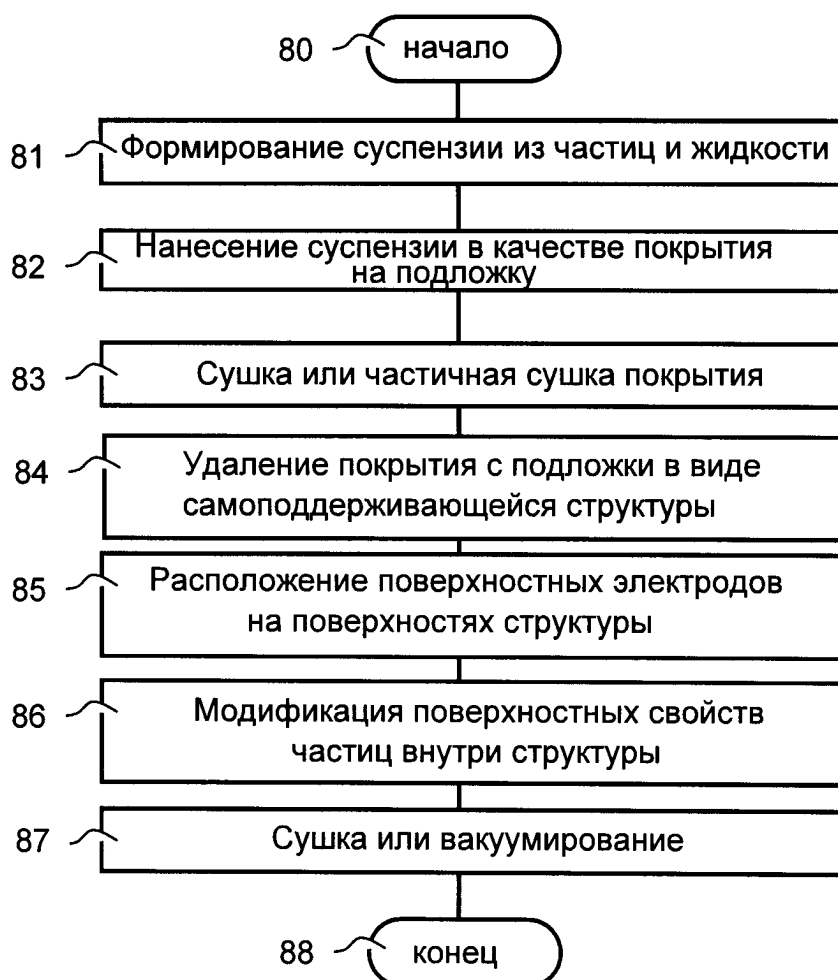 80 начало
81 Формирование суспензии из частиц и жидкости
82 Нанесение суспензии в качестве покрытия
на подложку
83 Сушка или частичная сушка покрытия
84 Удаление покрытия с подложки в виде
самоподдерживающейся структуры
85 Расположение поверхностных электродов
на поверхностях структуры
86 Модификация поверхностных свойств
частиц внутри структуры
87 Сушка или вакуумирование
88 конец